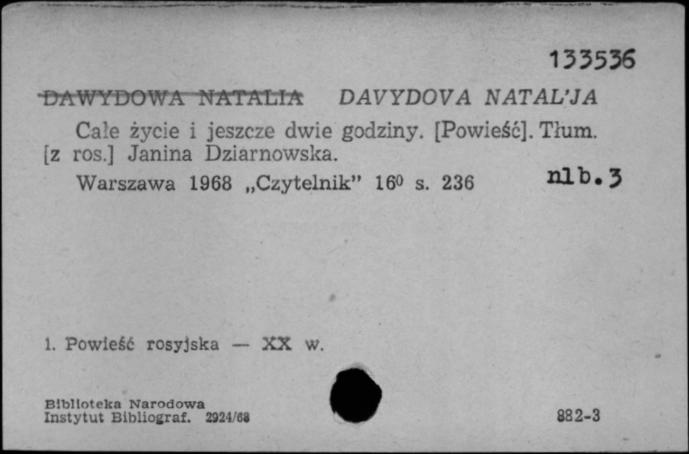 133536
DAWYDOWA NATALIA DAVYDOVA NATAL'JA
Całe życie i jeszcze dwie godziny. [Powieść]. Tłum.
[z ros.] Janina Dziarnowska.
Warszawa 1968 „Czytelnik” 16⁰ s. 236 nlb. 3
1. Powieść rosyjska — XX w.
Biblioteka Narodowa
Instytut Bibliograf. 2924/68 882-3